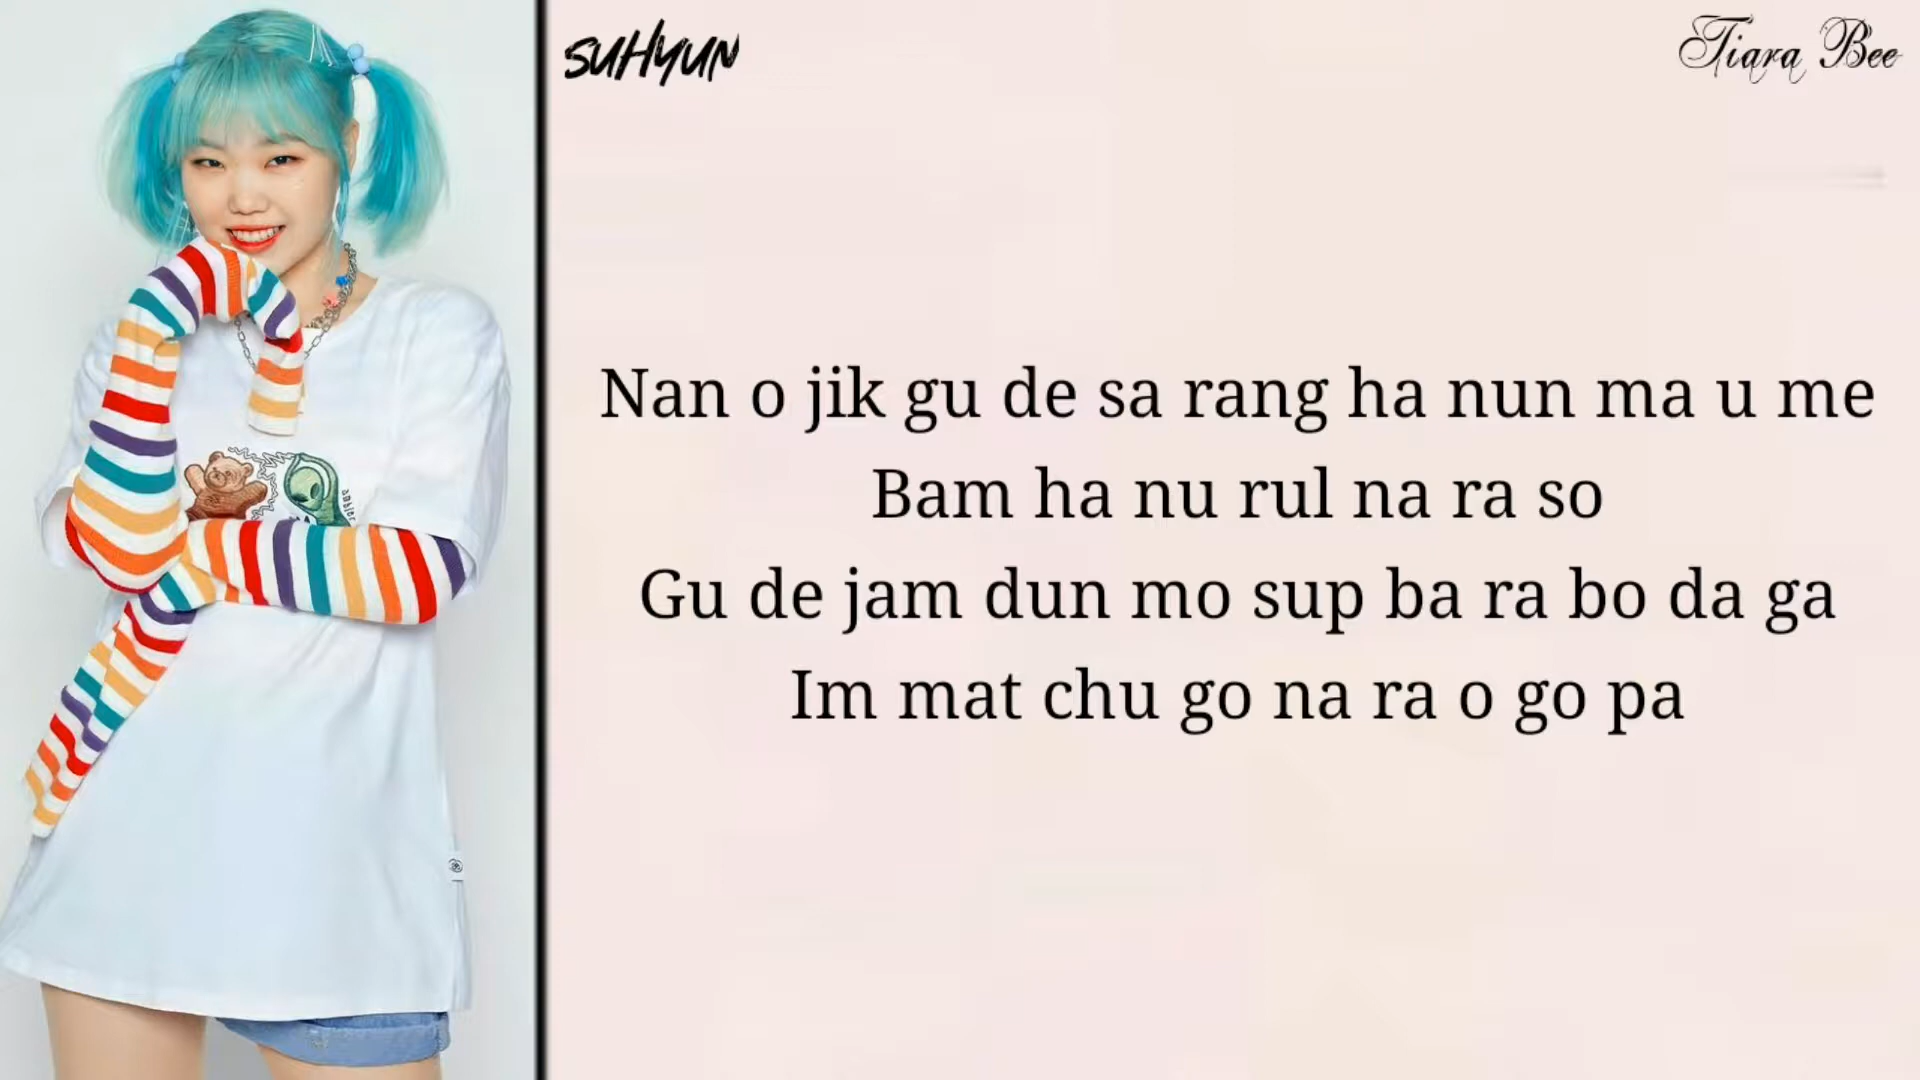 SUHYUN
Tiara Bee
Nan o jik gu de sa rang ha nun ma u me
Bam ha nu rul na ra so
Gu de jam dun mo sup ba ra bo da ga
Im mat chu go na ra o go pa